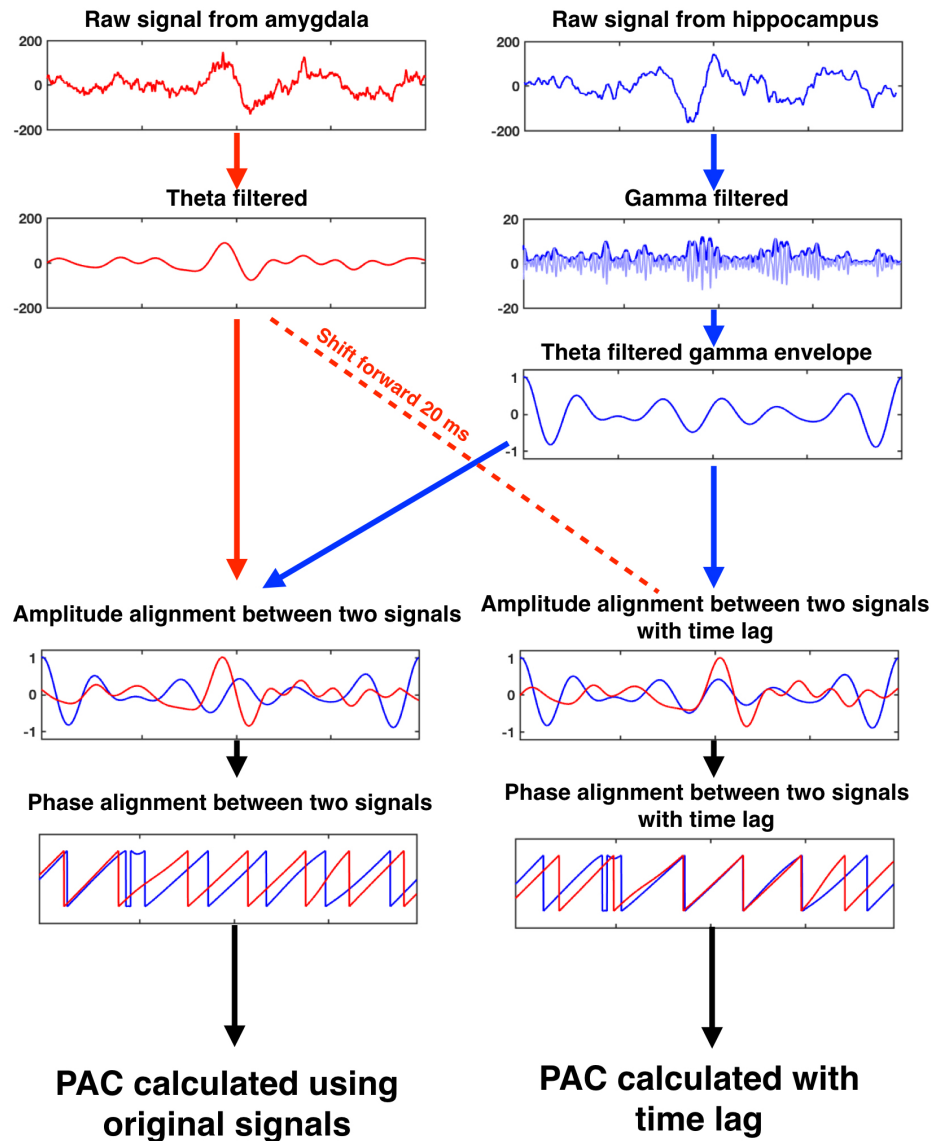 Raw signal from amygdala
200
0
-200
Raw signal from hippocampus
200
0
-200
Theta filtered
200
0
-200
Gamma filtered
20
0
-20
Shift forward 20 ms
Theta filtered gamma envelope
1
0
-1
Amplitude alignment between two signals
1
0
-1
Amplitude alignment between two signals
with time lag
1
0
-1
Phase alignment between two signals
Phase alignment between two signals
with time lag
PAC calculated using
original signals
PAC calculated with
time lag